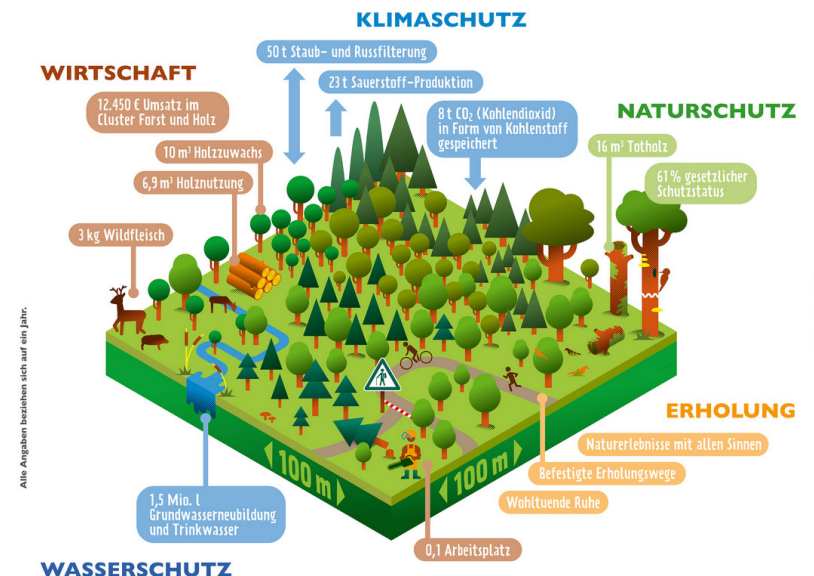 KLIMASCHUTZ
50 t Staub- und Russfilterung
23 t Sauerstoff-Produktion
8 t CO₂ (Kohlendioxid)
in Form von Kohlenstoff
gespeichert
WIRTSCHAFT
12.450 € Umsatz im
Cluster Forst und Holz
10 m³ Holzzuwachs
6,9 m³ Holznutzung
3 kg Wildfleisch
NATURSCHUTZ
16 m³ Totholz
61 % gesetzlicher
Schutzstatus
Alle Angaben beziehen sich auf ein Jahr.
ERHOLUNG
Naturerlebnisse mit allen Sinnen
Befestigte Erholungswege
Wohltuende Ruhe
100 m
100 m
1,5 Mio. l
Grundwasserneubildung
und Trinkwasser
0,1 Arbeitsplatz
WASSERSCHUTZ